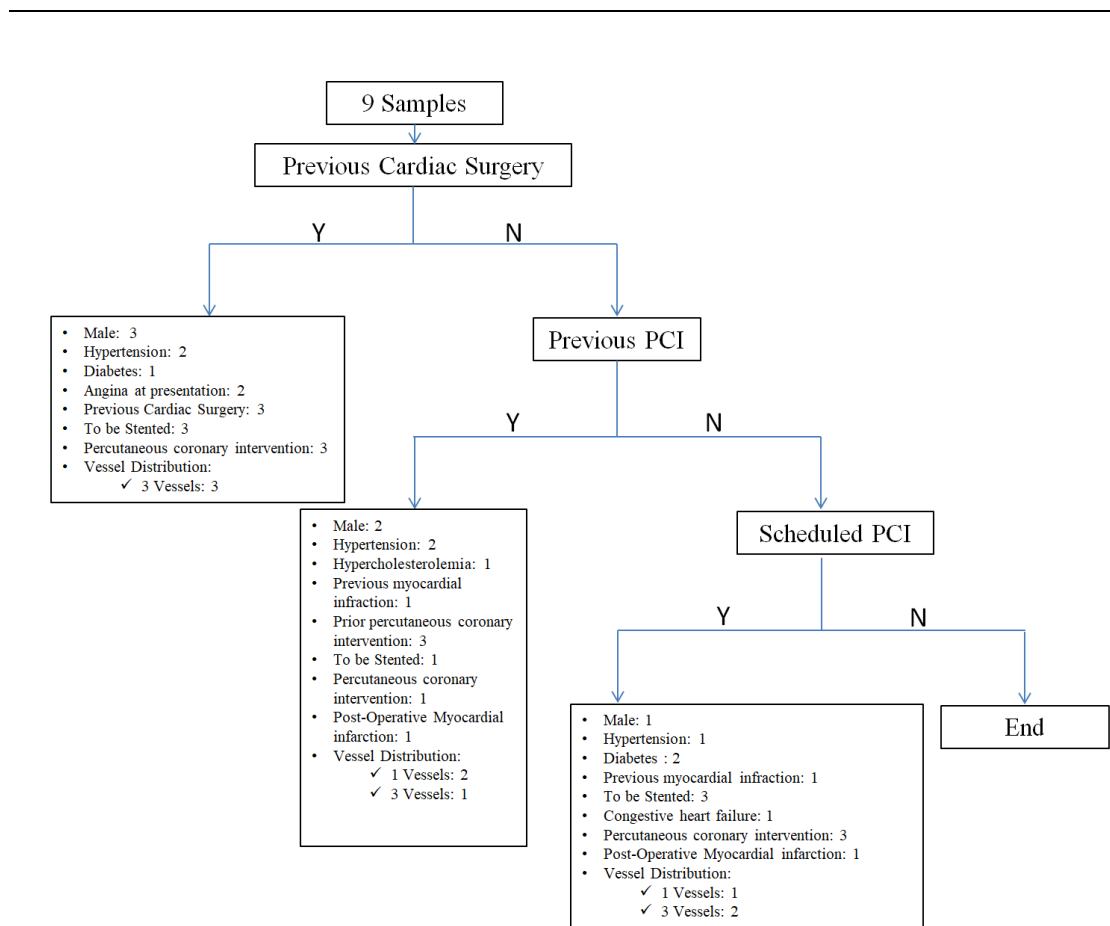 9 Samples
Previous Cardiac Surgery
Y
N
• Male: 3
• Hypertension: 2
• Diabetes: 1
• Angina at presentation: 2
• Previous Cardiac Surgery: 3
• To be Stented: 3
• Percutaneous coronary intervention: 3
• Vessel Distribution:
✓ 3 Vessels: 3
Previous PCI
Y
N
• Male: 2
• Hypertension: 2
• Hypercholesterolemia: 1
• Previous myocardial
infraction: 1
• Prior percutaneous coronary
intervention: 3
• To be Stented: 1
• Percutaneous coronary
intervention: 1
• Post-Operative Myocardial
infarction: 1
• Vessel Distribution:
✓ 1 Vessels: 2
✓ 3 Vessels: 1
Scheduled PCI
Y
N
• Male: 1
• Hypertension: 1
• Diabetes : 2
• Previous myocardial infraction: 1
• To be Stented: 3
• Congestive heart failure: 1
• Percutaneous coronary intervention: 3
• Post-Operative Myocardial infarction: 1
• Vessel Distribution:
✓ 1 Vessels: 1
✓ 3 Vessels: 2
End